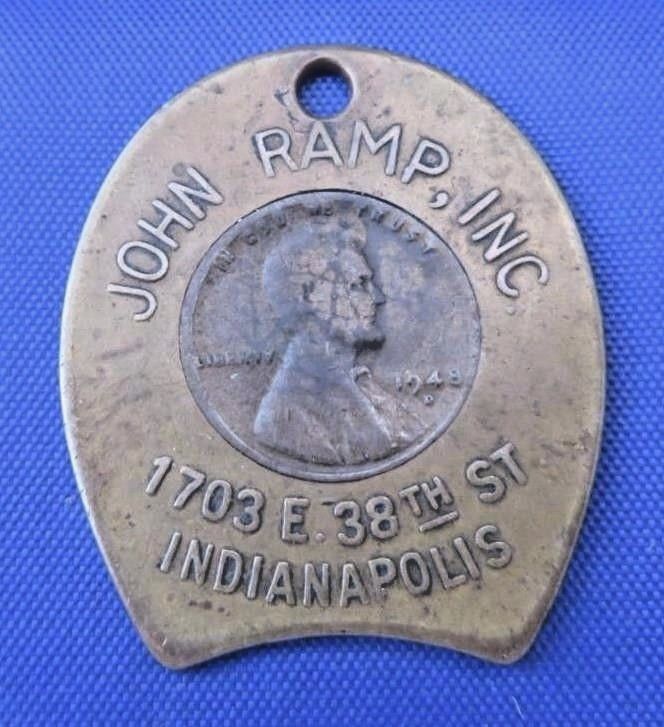 JOHN RAMP, INC.
IN GOD WE TRUST
LIBERTY
1948
D
1703 E. 38TH ST
INDIANAPOLIS